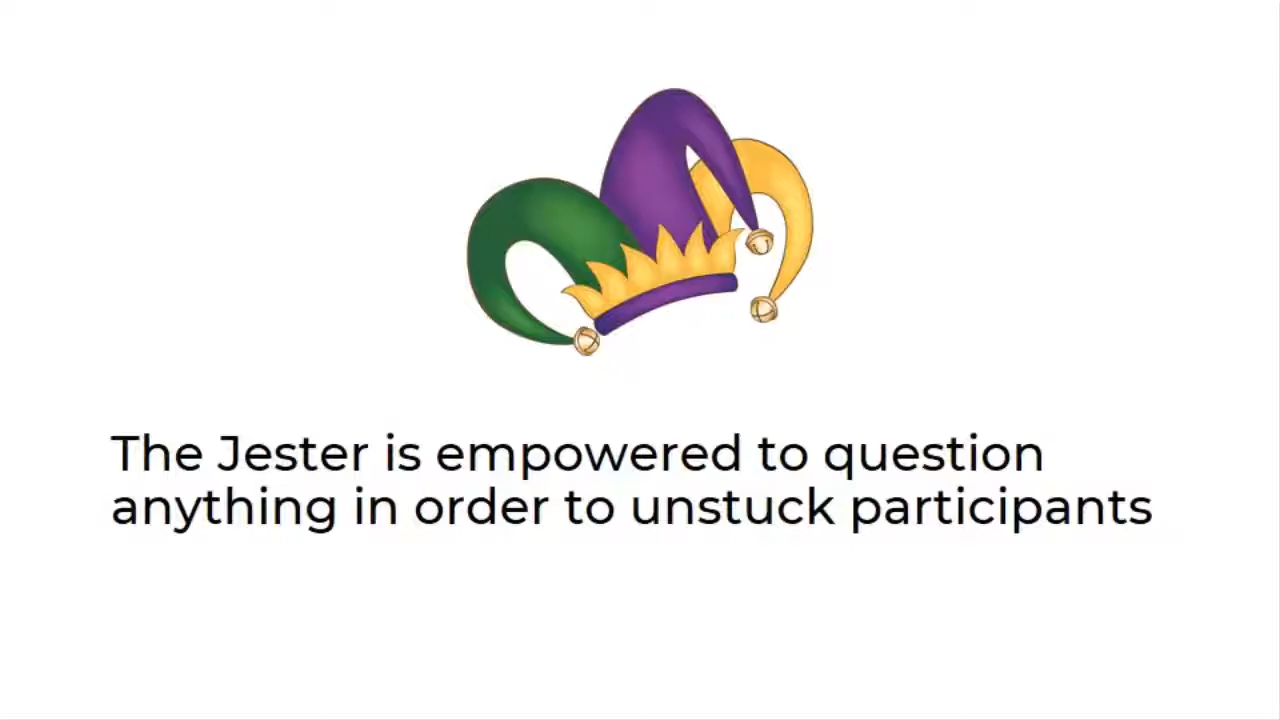 The Jester is empowered to question
anything in order to unstuck participants